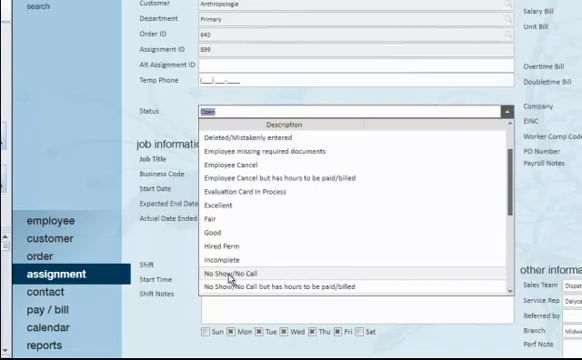 search
Customer Anthropologie
Department Primary
Order ID 642
Assignment ID 899
Alt Assignment ID
Temp Phone (___) ___-____
Status Open
Description
Deleted/Mistakenly entered
Employee missing required documents
Employee Cancel
Employee Cancel but has hours to be paid/billed
Evaluation Card in Process
Excellent
Fair
Good
Hired Perm
Incomplete
No Show/No Call
No Show/No Call but has hours to be paid/billed
job informati
Job Title
Business Code
Start Date
Expected End Date
Actual Date Ended
Shift
Start Time
Shift Notes
Sun Mon Tue Wed Thu Fri Sat
employee
customer
order
assignment
contact
pay / bill
calendar
reports
Salary Bill
Unit Bill
Overtime Bill
Doubletime Bill
Company
EINC
Worker Comp Code
PO Number
Payroll Notes
other informa
Sales Team Dispat
Service Rep
Referred by
Branch Midw
Perf Note